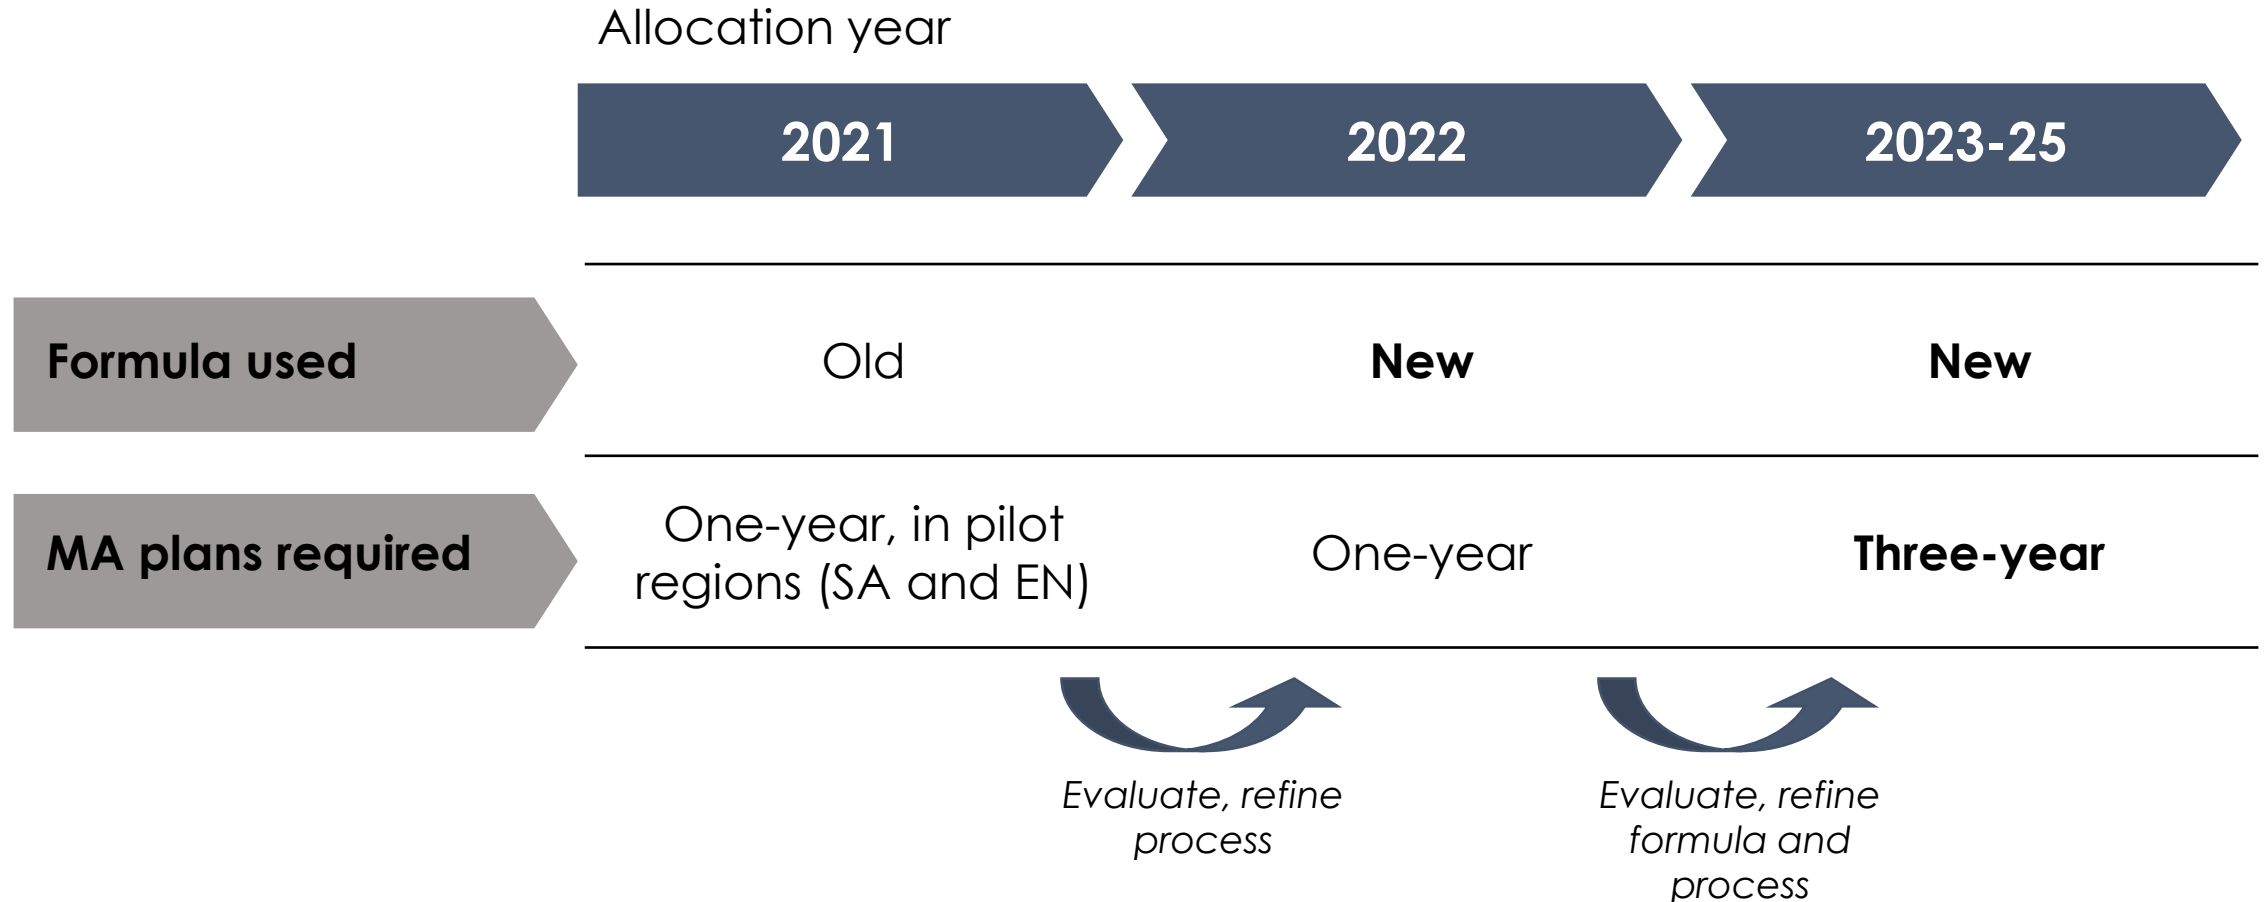 Allocation year
2021
2022
2023-25
Formula used
Old
New
New
MA plans required
One-year, in pilot
regions (SA and EN)
One-year
Three-year
Evaluate, refine
process
Evaluate, refine
formula and
process